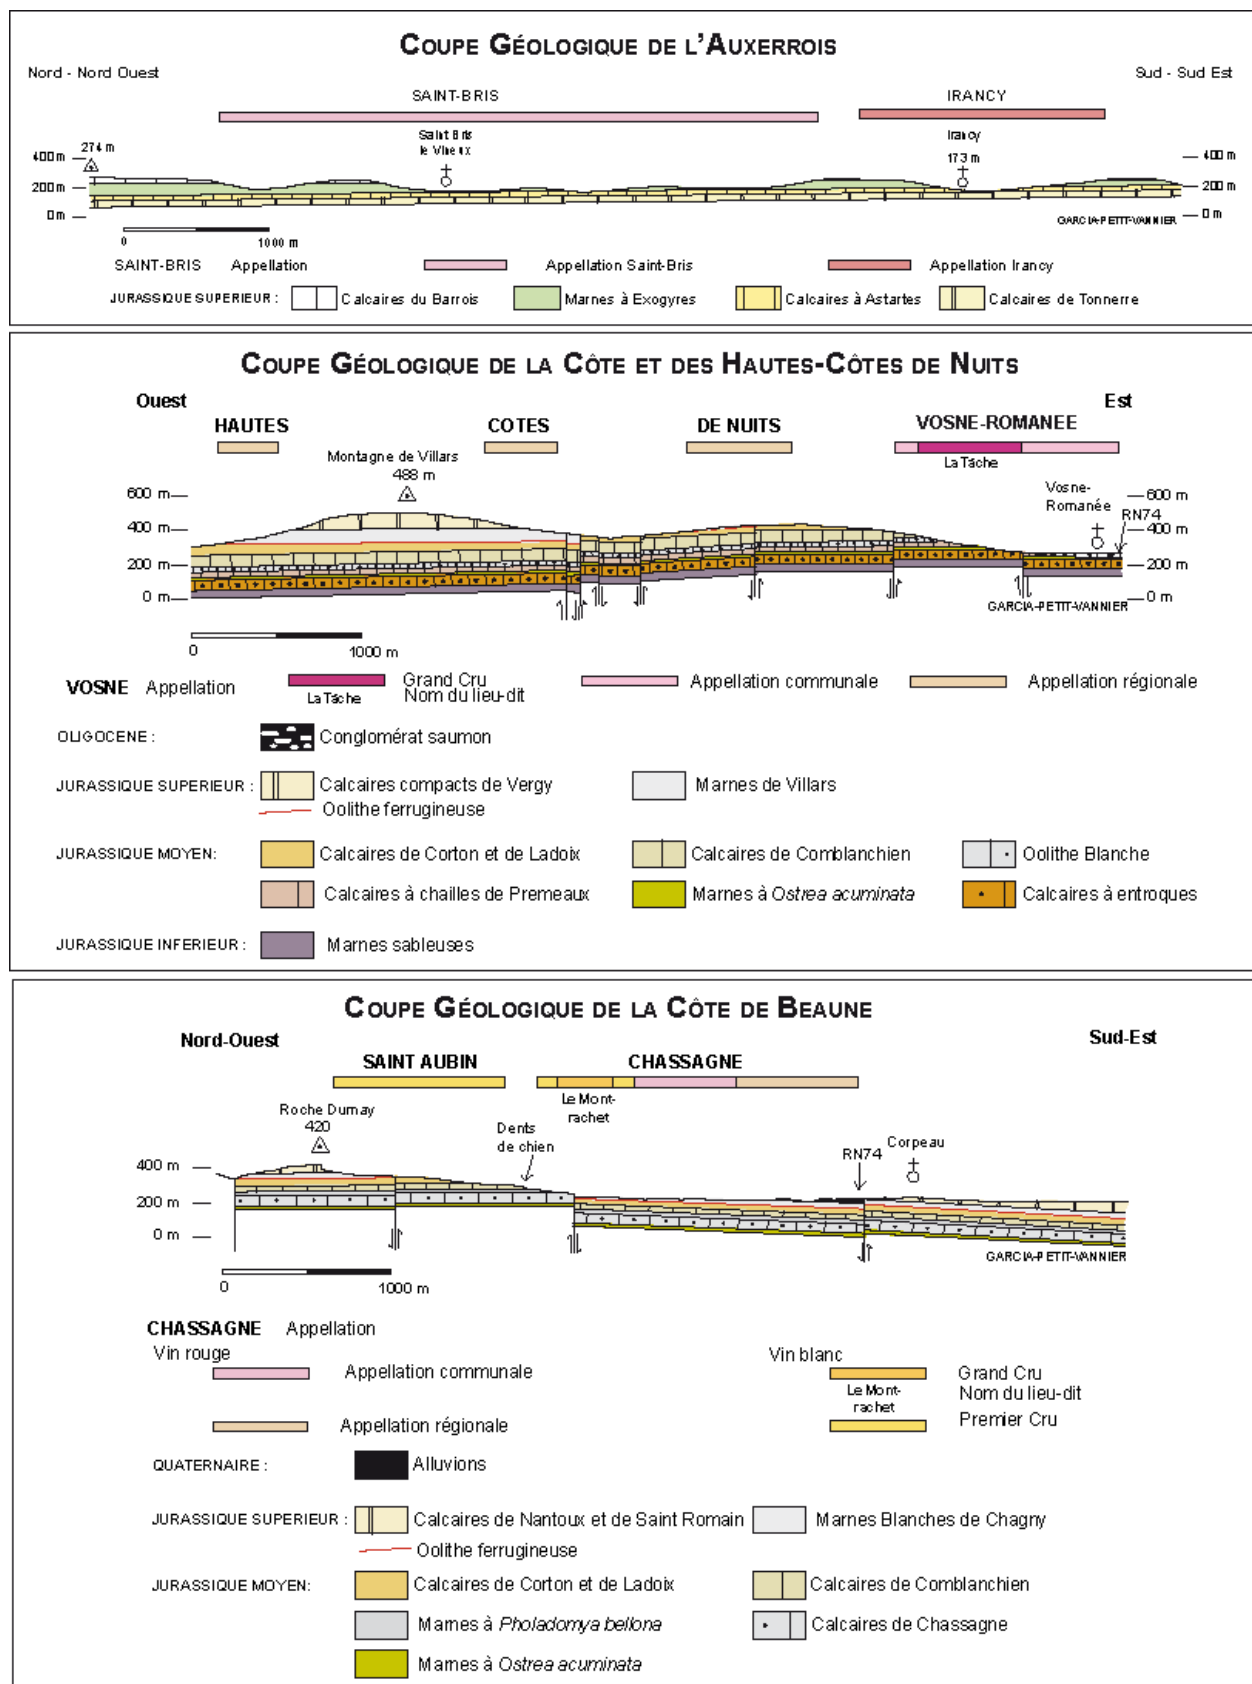 COUPE GÉOLOGIQUE DE L'AUXERROIS
Nord - Nord Ouest
Sud - Sud Est
SAINT-BRIS
IRANCY
Saint Bris
le Vineux
Irancy
274 m
173 m
400 m
400 m
200 m
200 m
0 m
0 m
GARCIA-PETIT-VANNIER
0
1000 m
SAINT-BRIS Appellation
Appellation Saint-Bris
Appellation Irancy
JURASSIQUE SUPERIEUR :
Calcaires du Barrois
Marnes à Exogyres
Calcaires à Astartes
Calcaires de Tonnerre
COUPE GÉOLOGIQUE DE LA CÔTE ET DES HAUTES-CÔTES DE NUITS
Ouest
Est
HAUTES
COTES
DE NUITS
VOSNE-ROMANEE
La Tâche
Montagne de Villars
488 m
Vosne-
Romanée
RN74
600 m
600 m
400 m
400 m
200 m
200 m
0 m
0 m
GARCIA-PETIT-VANNIER
0
1000 m
VOSNE Appellation
La Tâche
Grand Cru
Nom du lieu-dit
Appellation communale
Appellation régionale
OLIGOCENE :
Conglomérat saumon
JURASSIQUE SUPERIEUR :
Calcaires compacts de Vergy
Marnes de Villars
Oolithe ferrugineuse
JURASSIQUE MOYEN:
Calcaires de Corton et de Ladoix
Calcaires de Comblanchien
Oolithe Blanche
Calcaires à chailles de Premeaux
Marnes à Ostrea acuminata
Calcaires à entroques
JURASSIQUE INFERIEUR :
Marnes sableuses
COUPE GÉOLOGIQUE DE LA CÔTE DE BEAUNE
Nord-Ouest
Sud-Est
SAINT AUBIN
CHASSAGNE
Le Mont-
rachet
Roche Dumay
420
Dents
de chien
RN74
Corpeau
400 m
200 m
0 m
GARCIA-PETIT-VANNIER
0
1000 m
CHASSAGNE Appellation
Vin rouge
Vin blanc
Appellation communale
Grand Cru
Nom du lieu-dit
Le Mont-
rachet
Appellation régionale
Premier Cru
QUATERNAIRE :
Alluvions
JURASSIQUE SUPERIEUR :
Calcaires de Nantoux et de Saint Romain
Marnes Blanches de Chagny
Oolithe ferrugineuse
JURASSIQUE MOYEN:
Calcaires de Corton et de Ladoix
Calcaires de Comblanchien
Marnes à Pholadomya bellona
Calcaires de Chassagne
Marnes à Ostrea acuminata